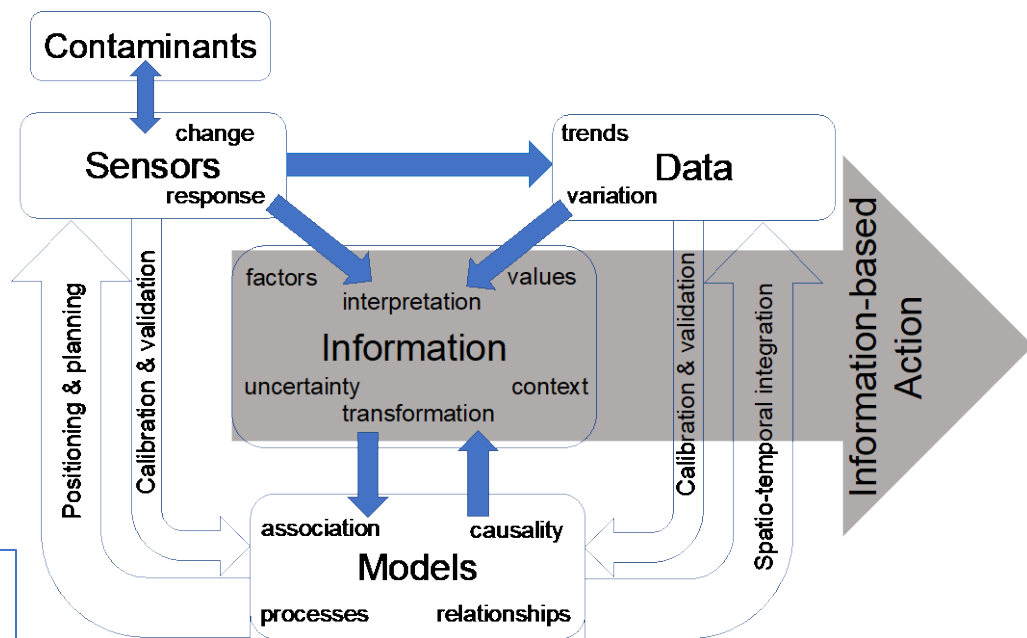 Contaminants
change
Sensors
response
trends
Data
variation
factors
values
interpretation
Information
uncertainty
context
transformation
association
causality
Models
processes
relationships
Positioning & planning
Calibration & validation
Calibration & validation
Spatio-temporal integration
Information-based
Action